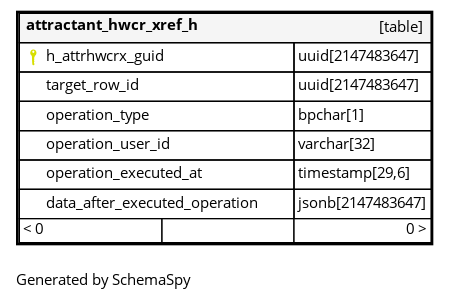 attractant_hwcr_xref_h [table]
h_attrhwcrx_guid uuid[2147483647]
target_row_id uuid[2147483647]
operation_type bpchar[1]
operation_user_id varchar[32]
operation_executed_at timestamp[29,6]
data_after_executed_operation jsonb[2147483647]
< 0 0 >
Generated by SchemaSpy